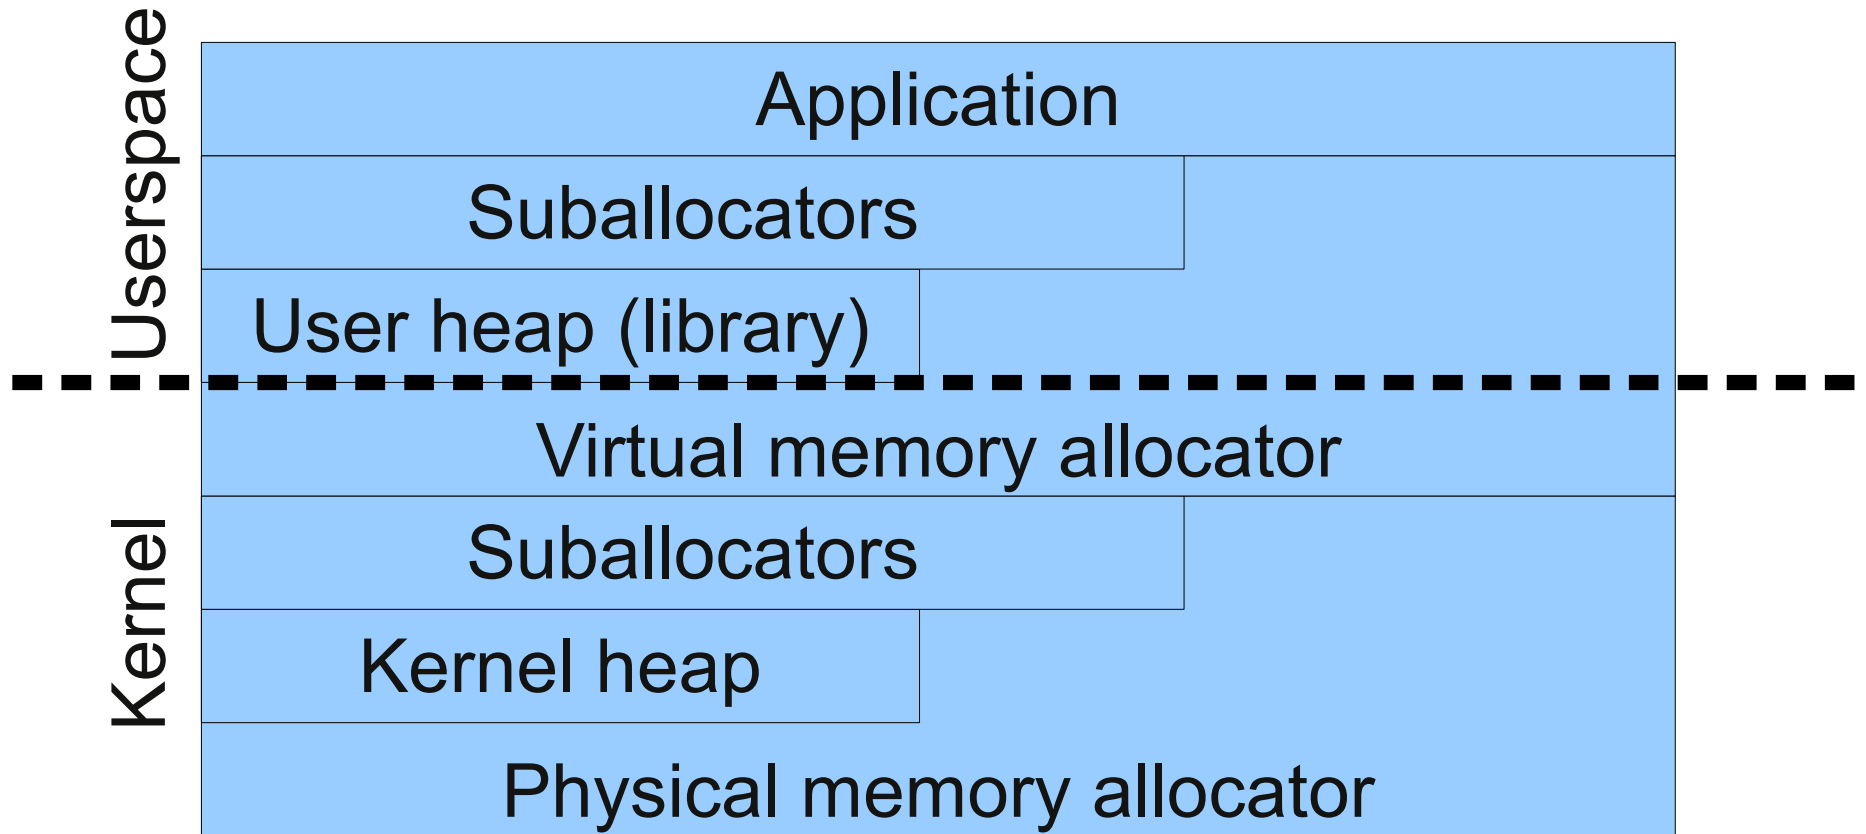 Userspace
Application
Suballocators
User heap (library)
Kernel
Virtual memory allocator
Suballocators
Kernel heap
Physical memory allocator